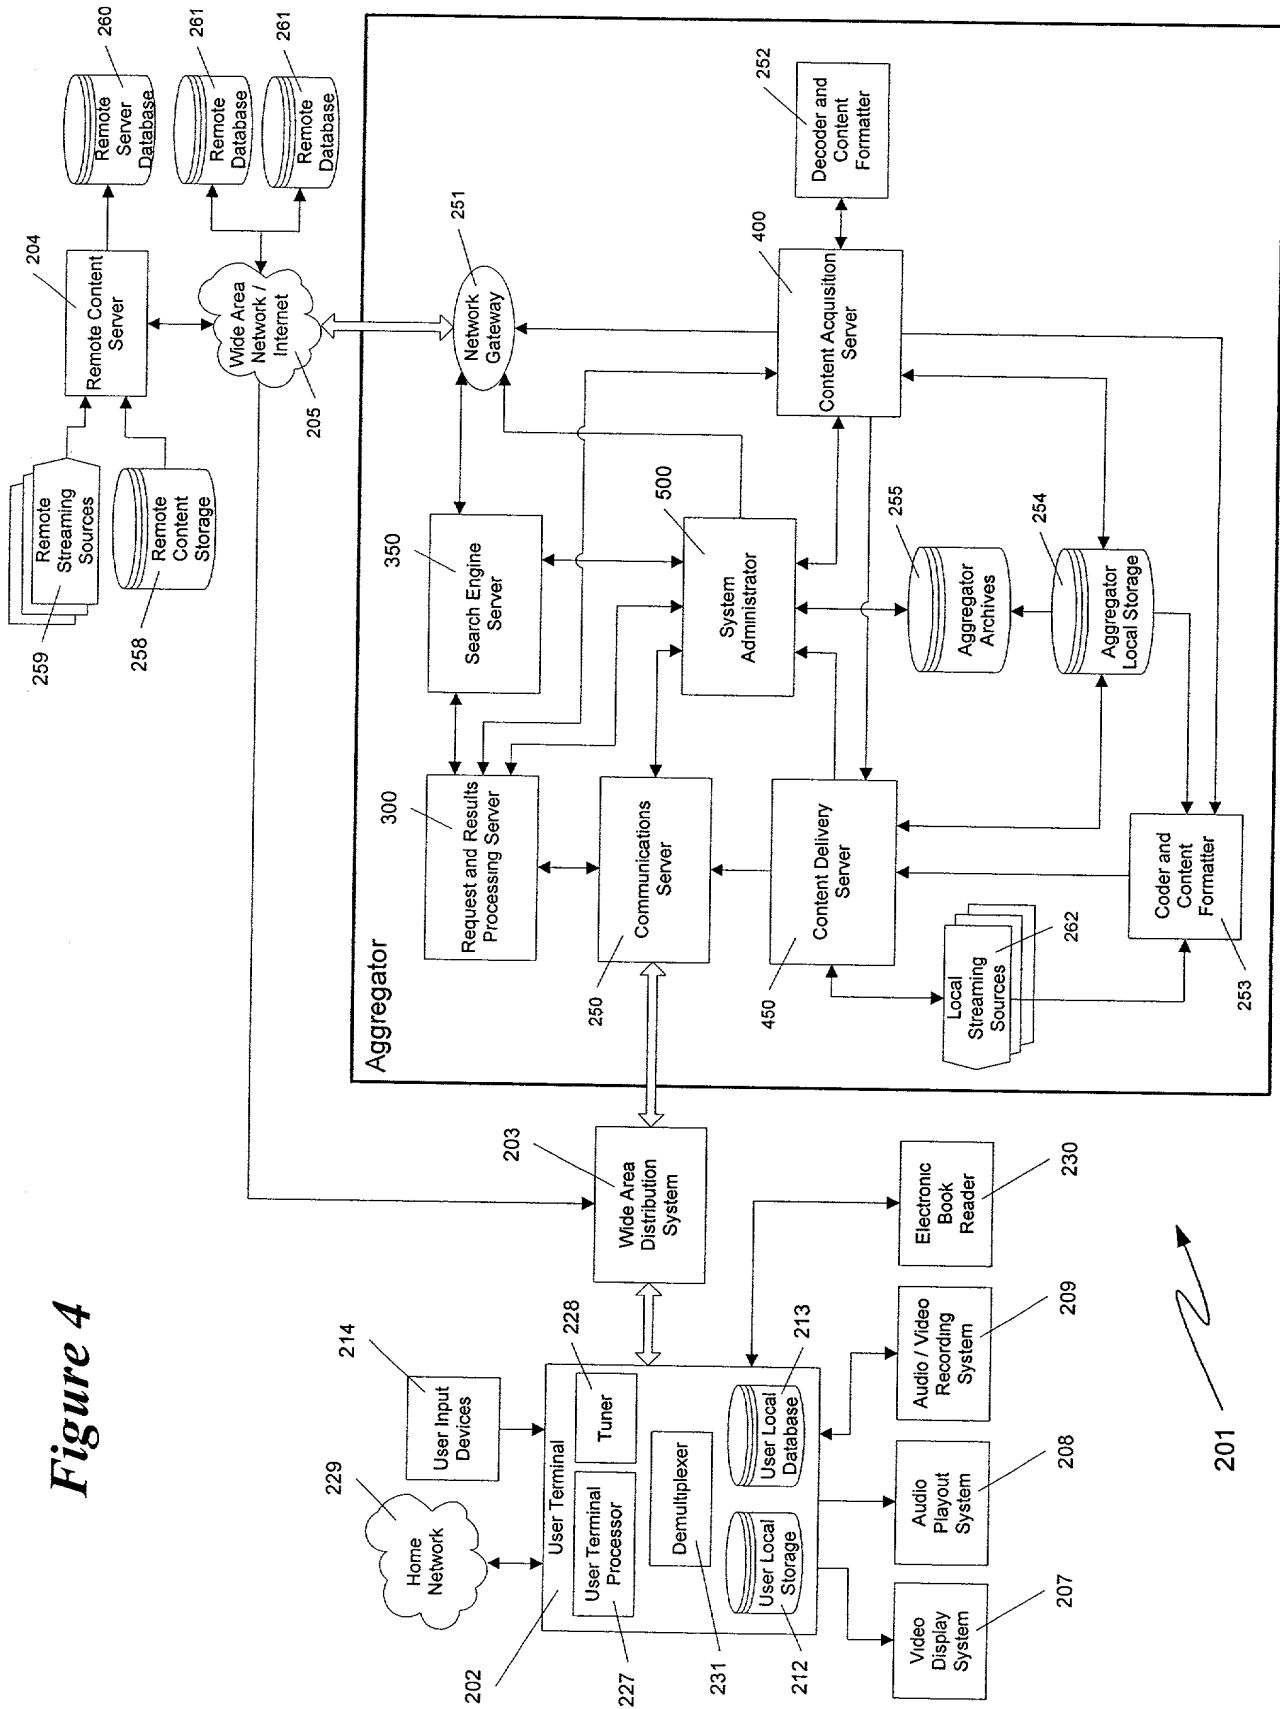 Figure 4
229
Home
Network
214
User Input
Devices
202
User Terminal
User Terminal
Processor
227
Tuner
228
Demultiplexer
231
User Local
Storage
212
User Local
Database
213
Video
Display
System
207
Audio
Playout
System
208
Audio / Video
Recording
System
209
Electronic
Book
Reader
230
201
203
Wide Area
Distribution
System
Aggregator
300
Request and Results
Processing Server
350
Search Engine
Server
251
Network
Gateway
Communications
Server
250
500
System
Administrator
Content Delivery
Server
450
400
Content Acquisition
Server
252
Decoder and
Content
Formatter
255
Aggregator
Archives
254
Aggregator
Local Storage
Local
Streaming
Sources
262
Coder and
Content
Formatter
253
259
Remote
Streaming
Sources
258
Remote
Content
Storage
204
Remote Content
Server
Wide Area
Network /
Internet
205
260
Remote
Server
Database
261
Remote
Database
261
Remote
Database